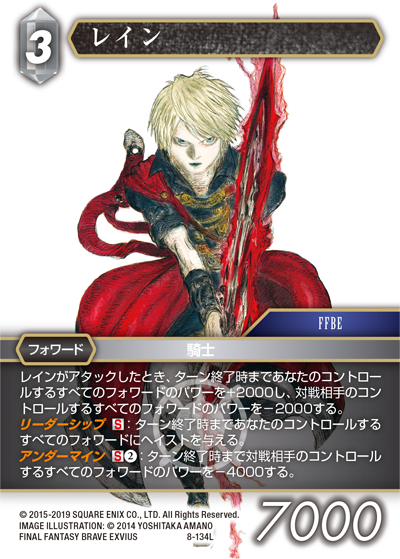 3
レイン
FFBE
フォワード
騎士
レインがアタックしたとき、ターン終了時まであなたのコントロー
ルするすべてのフォワードのパワーを+2000し、対戦相手のコン
トロールするすべてのフォワードのパワーを－2000する。
リーダーシップ S：ターン終了時まであなたのコントロールする
すべてのフォワードにヘイストを与える。
アンダーマイン S2：ターン終了時まで対戦相手のコントロール
するすべてのフォワードのパワーを－4000する。
© 2015-2019 SQUARE ENIX CO., LTD. All Rights Reserved.
IMAGE ILLUSTRATION: © 2014 YOSHITAKA AMANO
FINAL FANTASY BRAVE EXVIUS
8-134L
7000